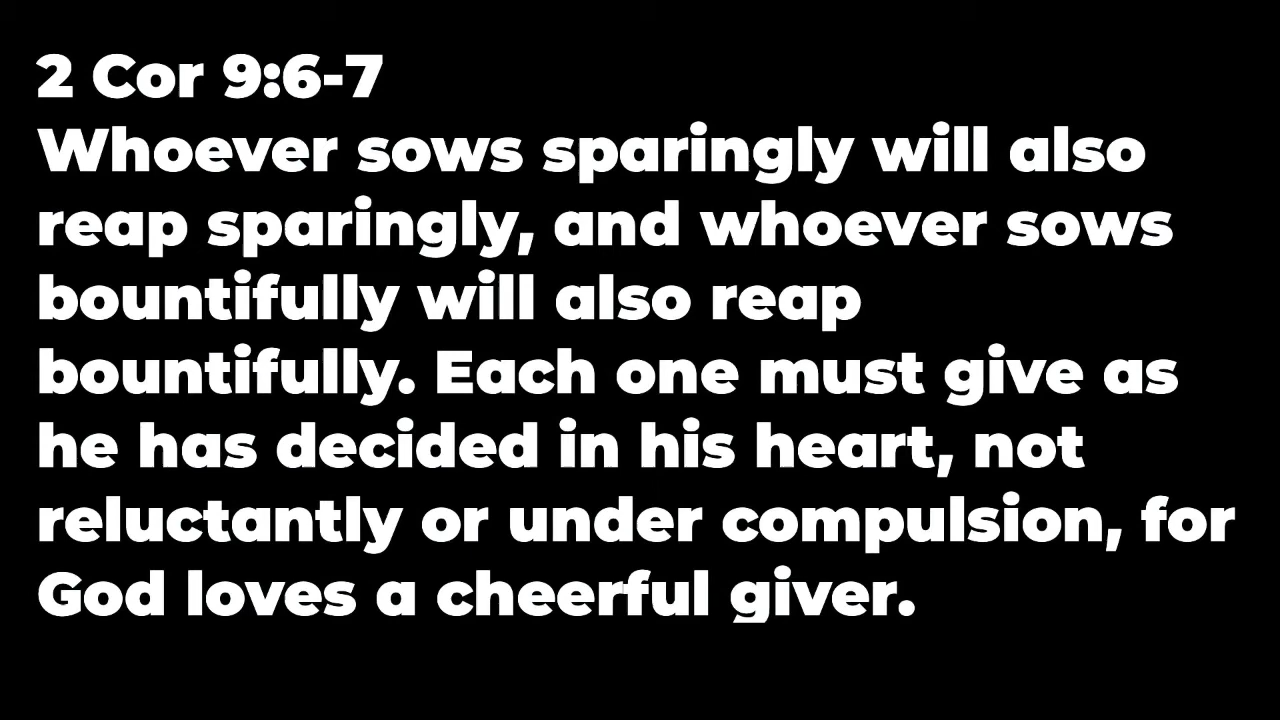 2 Cor 9:6-7
Whoever sows sparingly will also
reap sparingly, and whoever sows
bountifully will also reap
bountifully. Each one must give as
he has decided in his heart, not
reluctantly or under compulsion, for
God loves a cheerful giver.